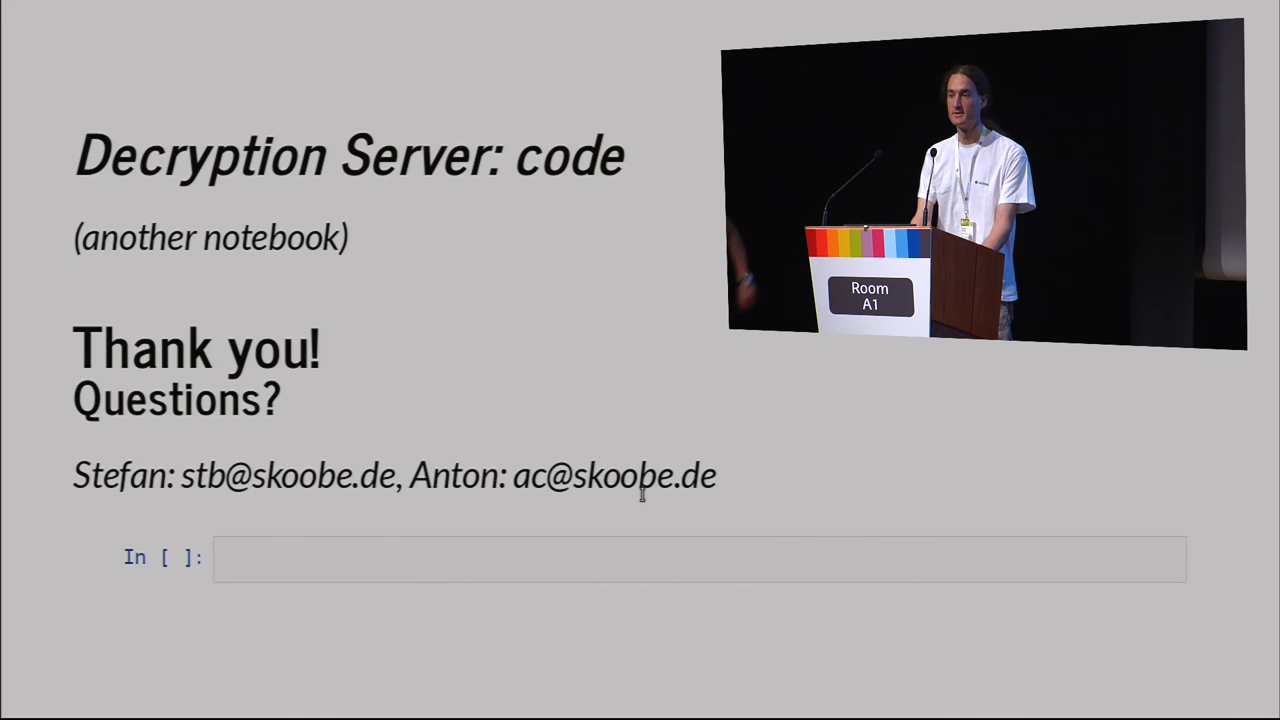 Decryption Server: code
(another notebook)
Thank you!
Questions?
Stefan: stb@skoobe.de, Anton: ac@skoobe.de
In [ ]:
Room
A1